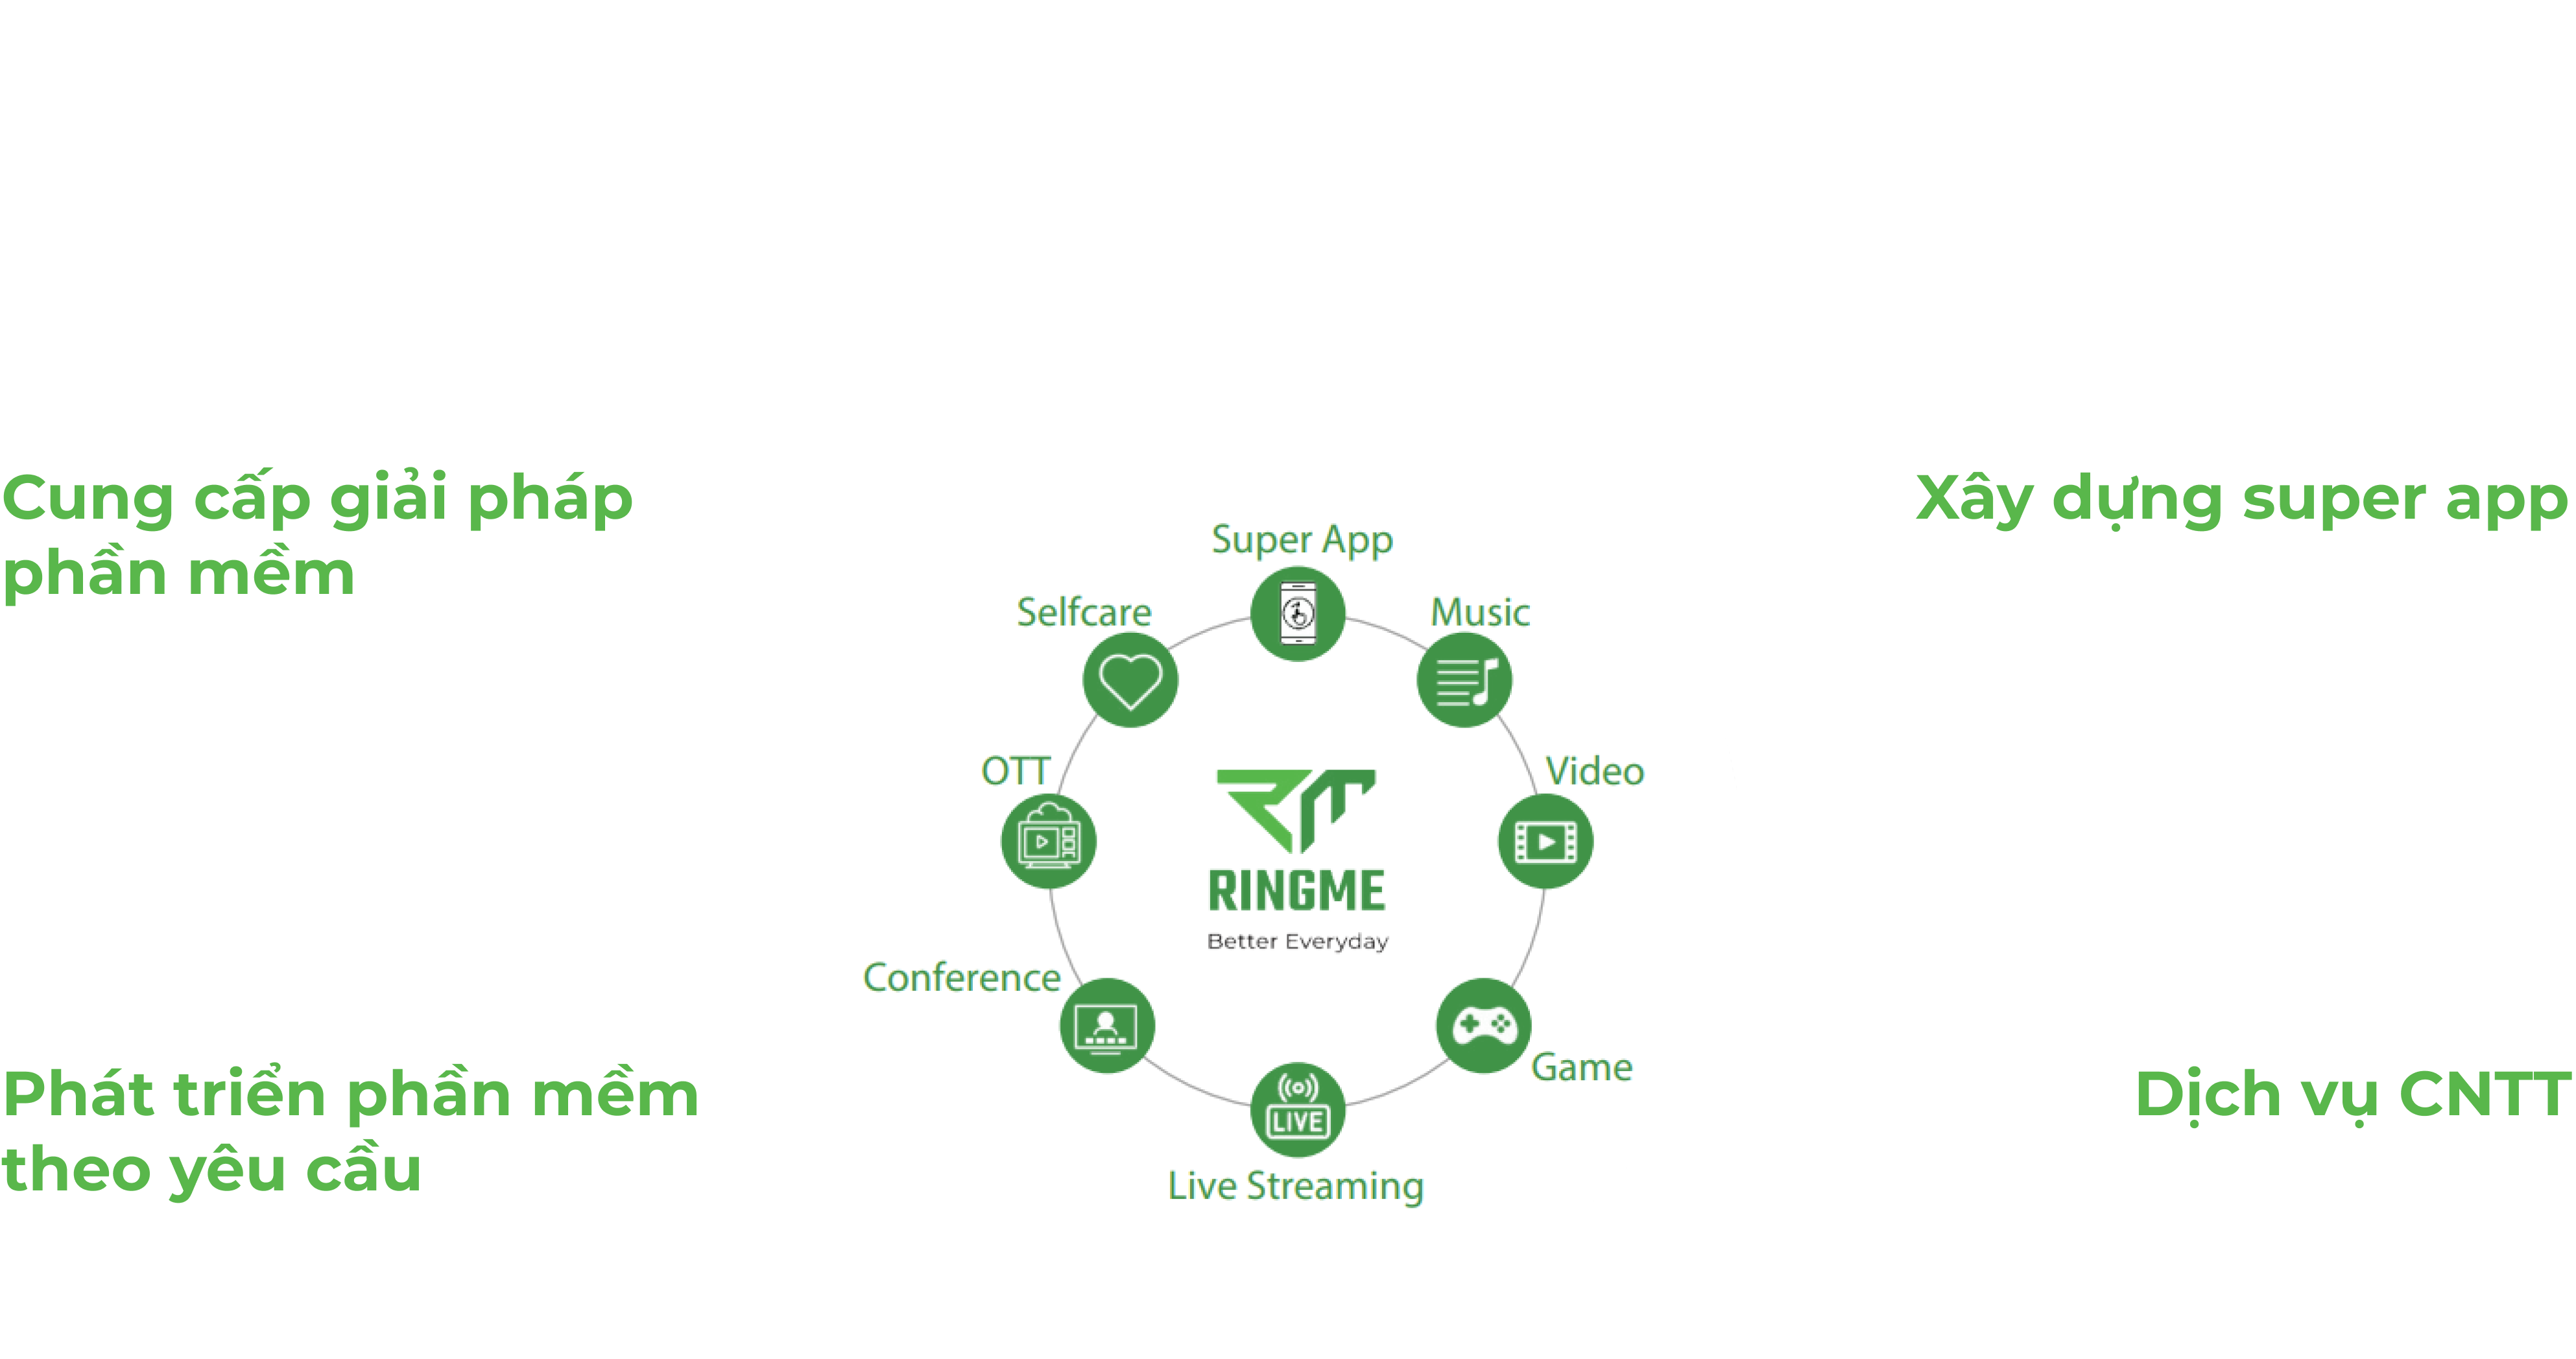 Cung cấp giải pháp
phần mềm
Xây dựng super app
Super App
Selfcare
Music
OTT
Video
RINGME
Better Everyday
Conference
Game
LIVE
Live Streaming
Phát triển phần mềm
theo yêu cầu
Dịch vụ CNTT